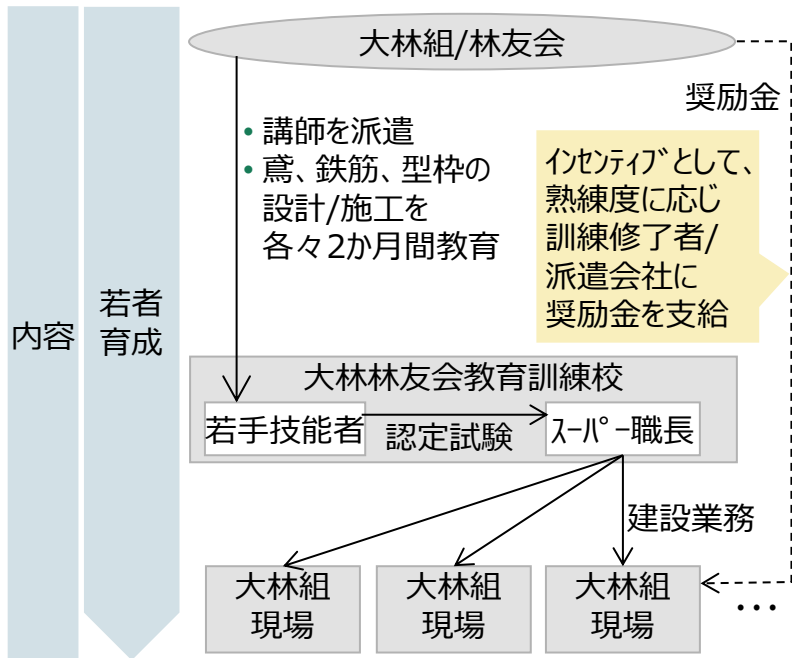 内容
若者
育成
大林組/林友会
奨励金
• 講師を派遣
• 鳶、鉄筋、型枠の
設計/施工を
各々2か月間教育
ｲﾝｾﾝﾃｨﾌﾞとして、
熟練度に応じ
訓練修了者/
派遣会社に
奨励金を支給
大林林友会教育訓練校
若手技能者
認定試験
ｽｰﾊﾟｰ職長
建設業務
大林組
現場
大林組
現場
大林組
現場
…